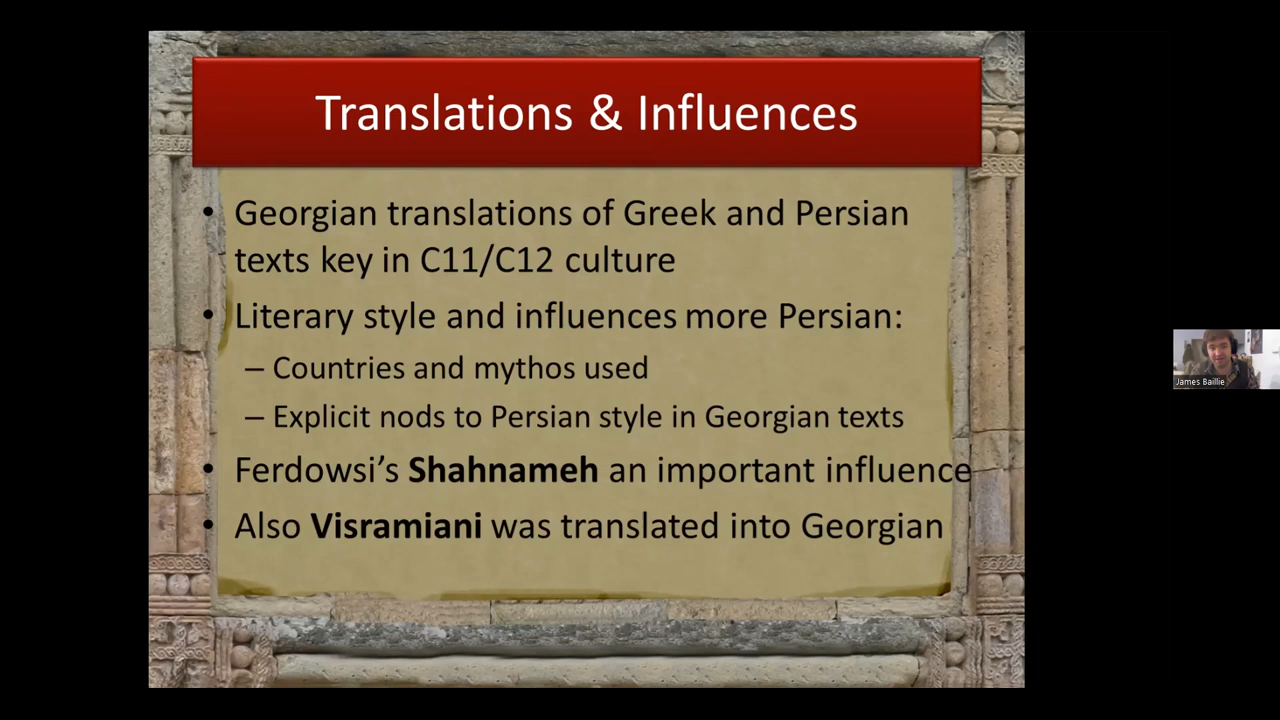 Translations & Influences
• Georgian translations of Greek and Persian
texts key in C11/C12 culture
• Literary style and influences more Persian:
– Countries and mythos used
– Explicit nods to Persian style in Georgian texts
• Ferdowsi’s Shahnameh an important influence
• Also Visramiani was translated into Georgian
James Baillie